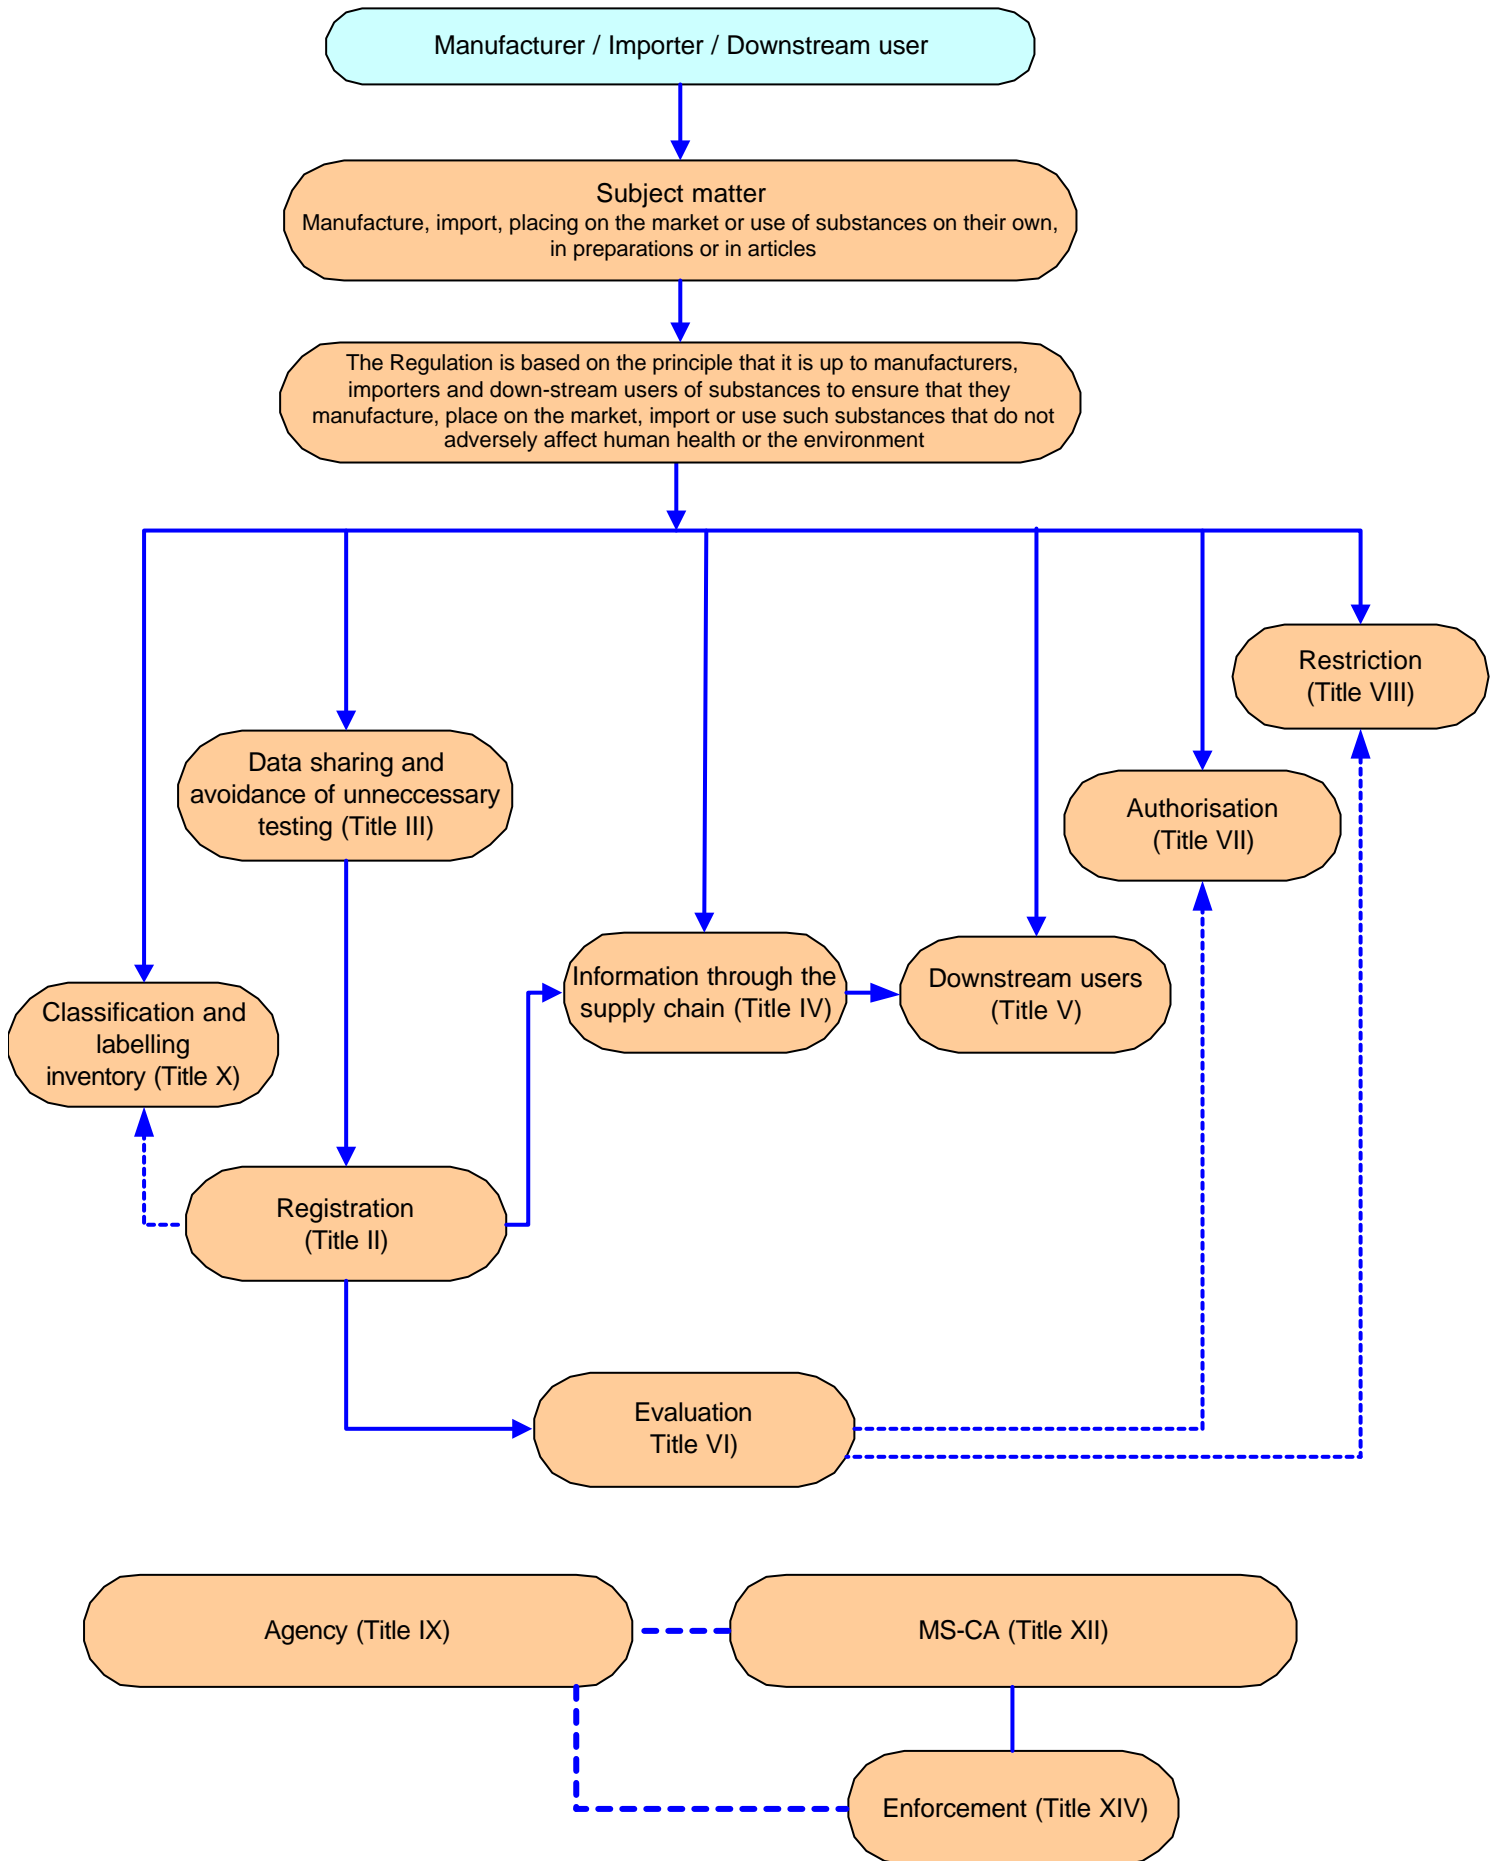 Manufacturer / Importer / Downstream user
Subject matter
Manufacture, import, placing on the market or use of substances on their own,
in preparations or in articles
The Regulation is based on the principle that it is up to manufacturers,
importers and down-stream users of substances to ensure that they
manufacture, place on the market, import or use such substances that do not
adversely affect human health or the environment
Restriction
(Title VIII)
Data sharing and
avoidance of unneccessary
testing (Title III)
Authorisation
(Title VII)
Information through the
supply chain (Title IV)
Downstream users
(Title V)
Classification and
labelling
inventory (Title X)
Registration
(Title II)
Evaluation
Title VI)
Agency (Title IX)
MS-CA (Title XII)
Enforcement (Title XIV)